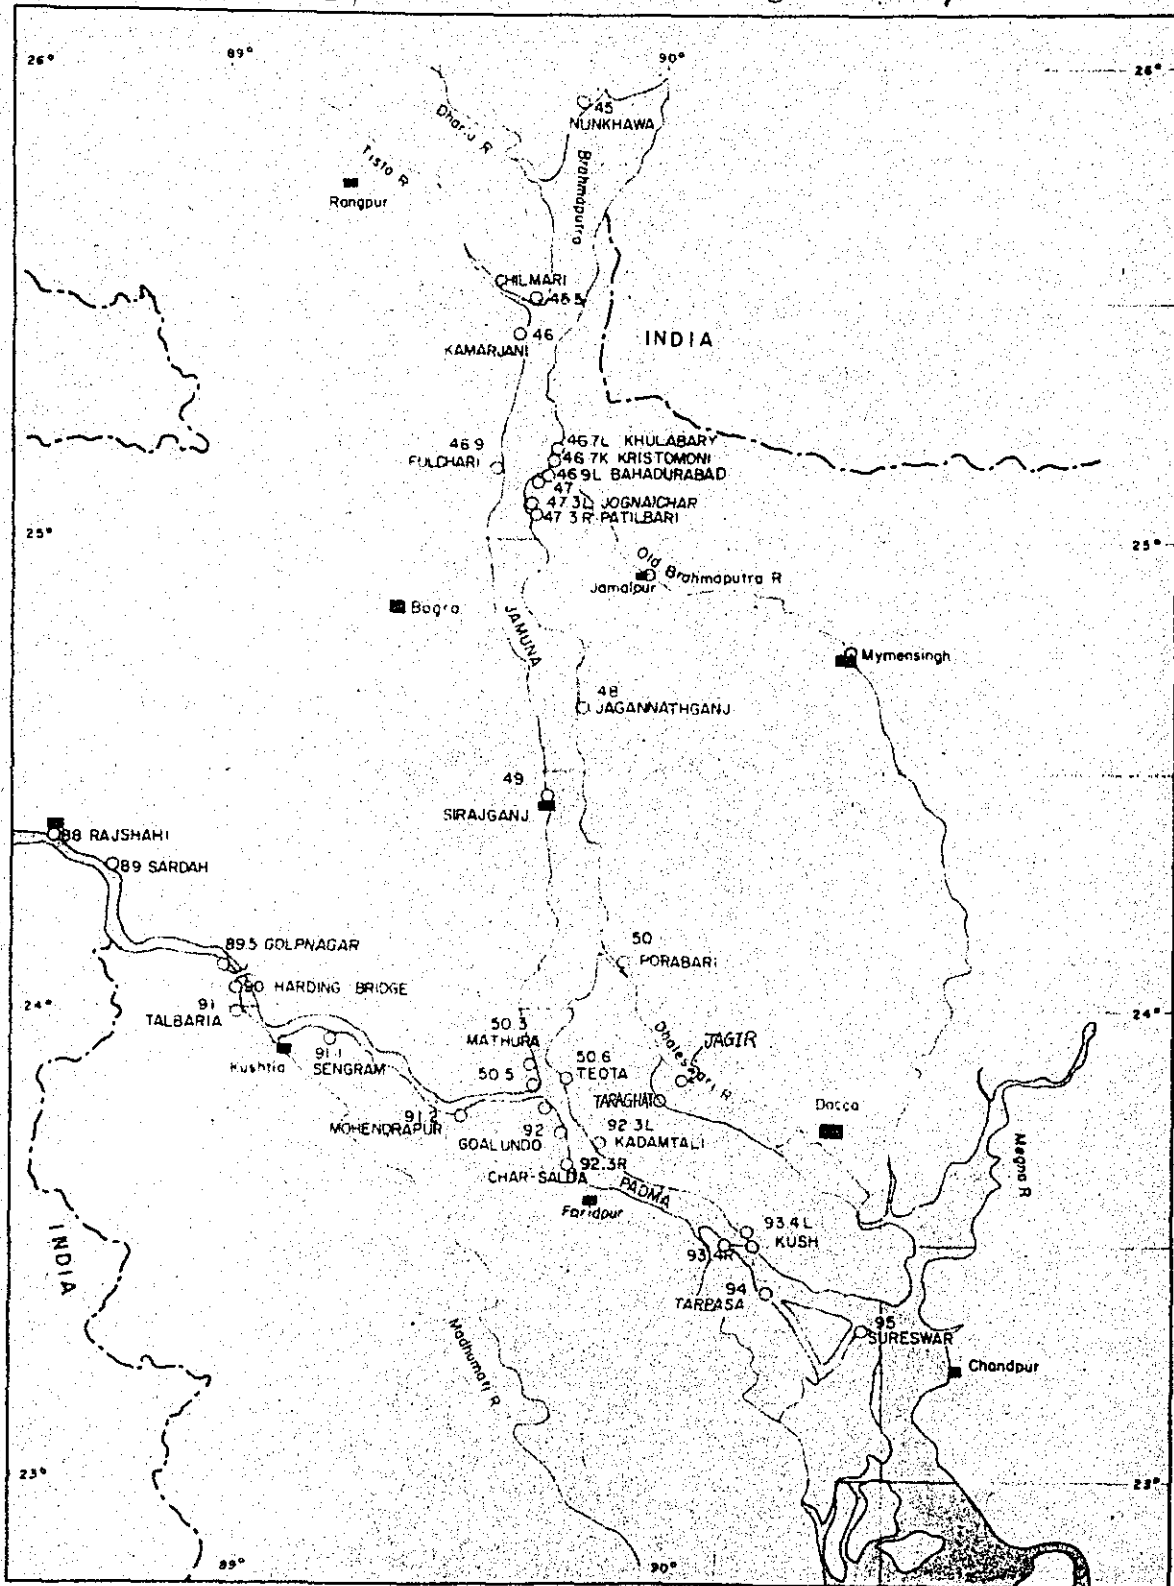 26°
89°
90°
26°
45
NUNKHAWA
Dharla R
Tista R
Brahmaputra
Rangpur
CHILMARI
46.5
46
KAMARJANI
INDIA
46.9
FULCHARI
46.7L KHULABARY
46.7K KRISTOMONI
46.9L BAHADURABAD
47
47.3L JOGNAICHAR
47.3R PATILBARI
25°
25°
Old Brahmaputra R
Jamalpur
Bogra
JAMUNA
Mymensingh
48
JAGANNATHGANJ
49
SIRAJGANJ
88 RAJSHAHI
89 SARDAH
89.5 GOLPNAGAR
90 HARDING BRIDGE
91
TALBARIA
50
PORABARI
24°
24°
Kushtia
91.1
SENGRAM
50.3
MATHURA
50.5
50.6
TEOTA
Dhaleswari R
JAGIR
TARAGHAT
Dacca
91.2
MOHENDRAPUR
92
GOALUNDO
92.3L
KADAMTALI
92.3R
CHAR-SALDA
PADMA
Faridpur
Megna R
INDIA
93.4L
KUSH
93.4R
94
TARPASA
95
SURESWAR
Chandpur
Madhumati R
23°
23°
89°
90°